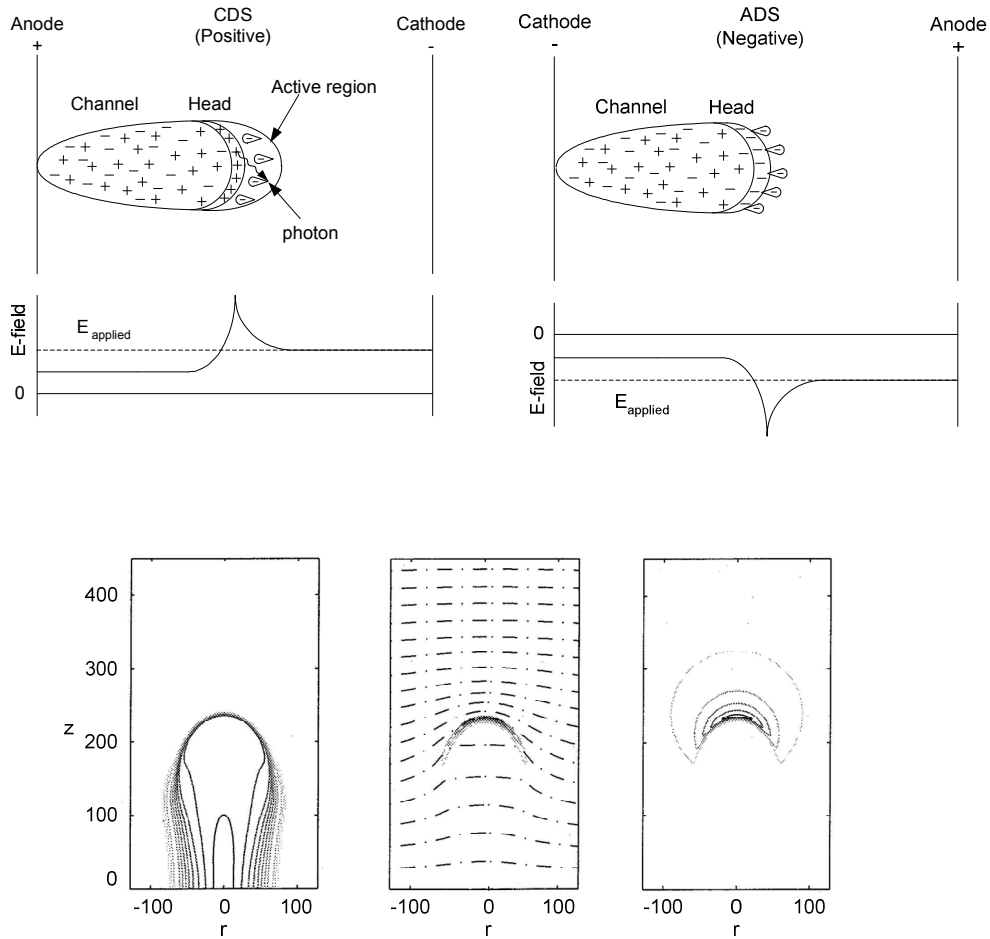 Anode
+
CDS
(Positive)
Cathode
-
Active region
Channel
Head
photon
E-field
E applied
0
Cathode
-
ADS
(Negative)
Anode
+
Channel
Head
0
E-field
E applied
400
300
z
200
100
0
-100 0 100
r
-100 0 100
r
-100 0 100
r